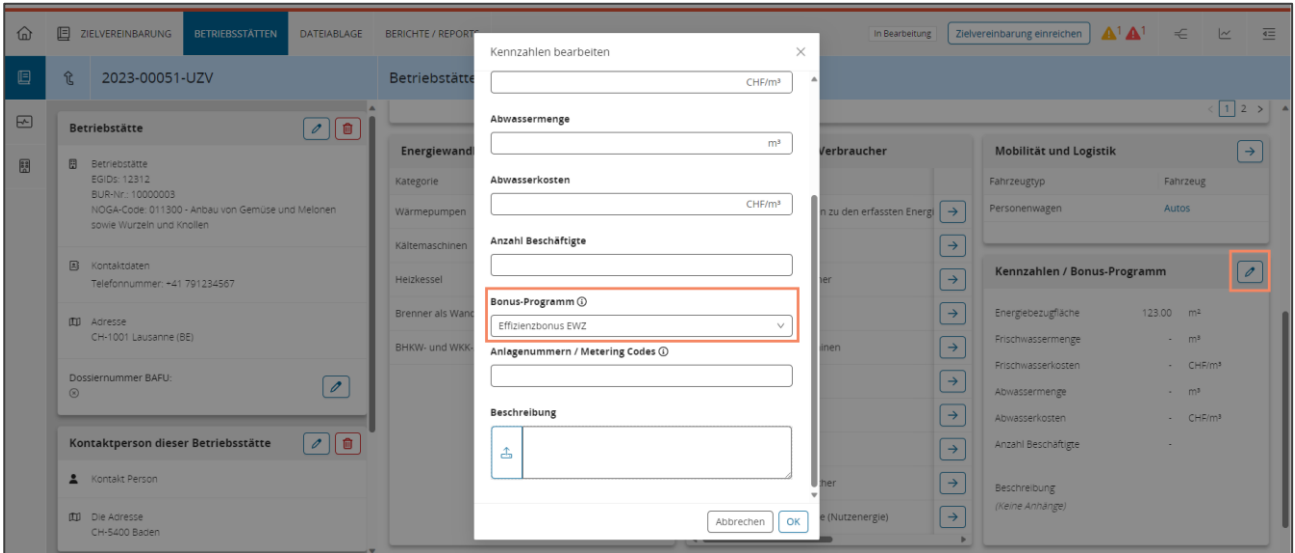 ZIELVEREINBARUNG
BETRIEBSSTÄTTEN
DATEIABLAGE
BERICHTE / REPORTS
In Bearbeitung
Zielvereinbarung einreichen
1
1
2023-00051-UZV
Betriebstätte
Betriebstätte
Betriebstätte
EGIDs: 12312
BUR-Nr.: 10000003
NOGA-Code: 011300 - Anbau von Gemüse und Melonen
sowie Wurzeln und Knollen
Kontaktdaten
Telefonnummer: +41 791234567
Adresse
CH-1001 Lausanne (BE)
Dossiernummer BAFU:
Kontaktperson dieser Betriebsstätte
Kontakt Person
Die Adresse
CH-5400 Baden
Energiewandl
Kategorie
Wärmepumpen
Kältemaschinen
Heizkessel
Brenner als Wand
BHKW- und WKK-
Kennzahlen bearbeiten
CHF/m³
Abwassermenge
m³
Abwasserkosten
CHF/m³
Anzahl Beschäftigte
Bonus-Programm
Effizienzbonus EWZ
Anlagenummern / Metering Codes
Beschreibung
Abbrechen
OK
Verbraucher
n zu den erfassten Energi
her
inen
cher
e (Nutzenergie)
< 1 2 >
Mobilität und Logistik
Fahrzeugtyp Fahrzeug
Personenwagen Autos
Kennzahlen / Bonus-Programm
Energiebezugfläche 123.00 m²
Frischwassermenge - m³
Frischwasserkosten - CHF/m³
Abwassermenge - m³
Abwasserkosten - CHF/m³
Anzahl Beschäftigte -
Beschreibung
(Keine Anhänge)